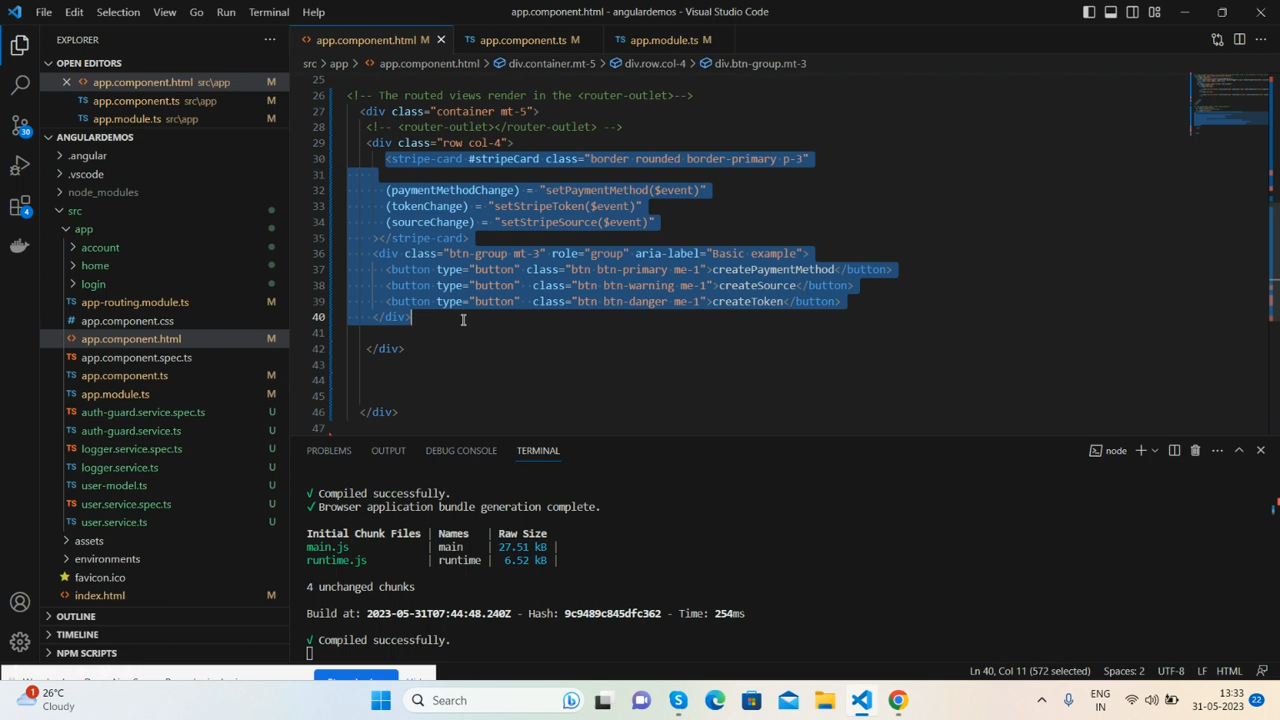 File Edit Selection View Go Run Terminal Help
app.component.html - angulardemos - Visual Studio Code
EXPLORER
OPEN EDITORS
app.component.html src\app M
app.component.ts src\app M
app.module.ts src\app M
ANGULARDEMOS
.angular
.vscode
node_modules
src
app
account
home
login
app-routing.module.ts M
app.component.css
app.component.html M
app.component.spec.ts
app.component.ts M
app.module.ts M
auth-guard.service.spec.ts U
auth-guard.service.ts U
logger.service.spec.ts U
logger.service.ts U
user-model.ts U
user.service.spec.ts U
user.service.ts U
assets
environments
favicon.ico
index.html M
OUTLINE
TIMELINE
NPM SCRIPTS
30
4
app.component.html M app.component.ts M app.module.ts M
src > app > app.component.html > div.container.mt-5 > div.row.col-4 > div.btn-group.mt-3
25
26 <!-- The routed views render in the <router-outlet>-->
27 <div class="container mt-5">
28 <!-- <router-outlet></router-outlet> -->
29 <div class="row col-4">
30 <stripe-card #stripeCard class="border rounded border-primary p-3"
31
32 (paymentMethodChange) = "setPaymentMethod($event)"
33 (tokenChange) = "setStripeToken($event)"
34 (sourceChange) = "setStripeSource($event)"
35 ></stripe-card>
36 <div class="btn-group mt-3" role="group" aria-label="Basic example">
37 <button type="button" class="btn btn-primary me-1">createPaymentMethod</button>
38 <button type="button"  class="btn btn-warning me-1">createSource</button>
39 <button type="button"  class="btn btn-danger me-1">createToken</button>
40 </div>
41
42 </div>
43
44
45
46 </div>
47
PROBLEMS OUTPUT DEBUG CONSOLE TERMINAL
node
√ Compiled successfully.
√ Browser application bundle generation complete.
Initial Chunk Files | Names | Raw Size
main.js | main | 27.51 kB |
runtime.js | runtime | 6.52 kB |
4 unchanged chunks
Build at: 2023-05-31T07:44:48.240Z - Hash: 9c9489c845dfc362 - Time: 254ms
√ Compiled successfully.
Ln 40, Col 11 (572 selected) Spaces: 2 UTF-8 LF HTML
26°C
Cloudy
1
Search
ENG
IN
13:33
31-05-2023
22